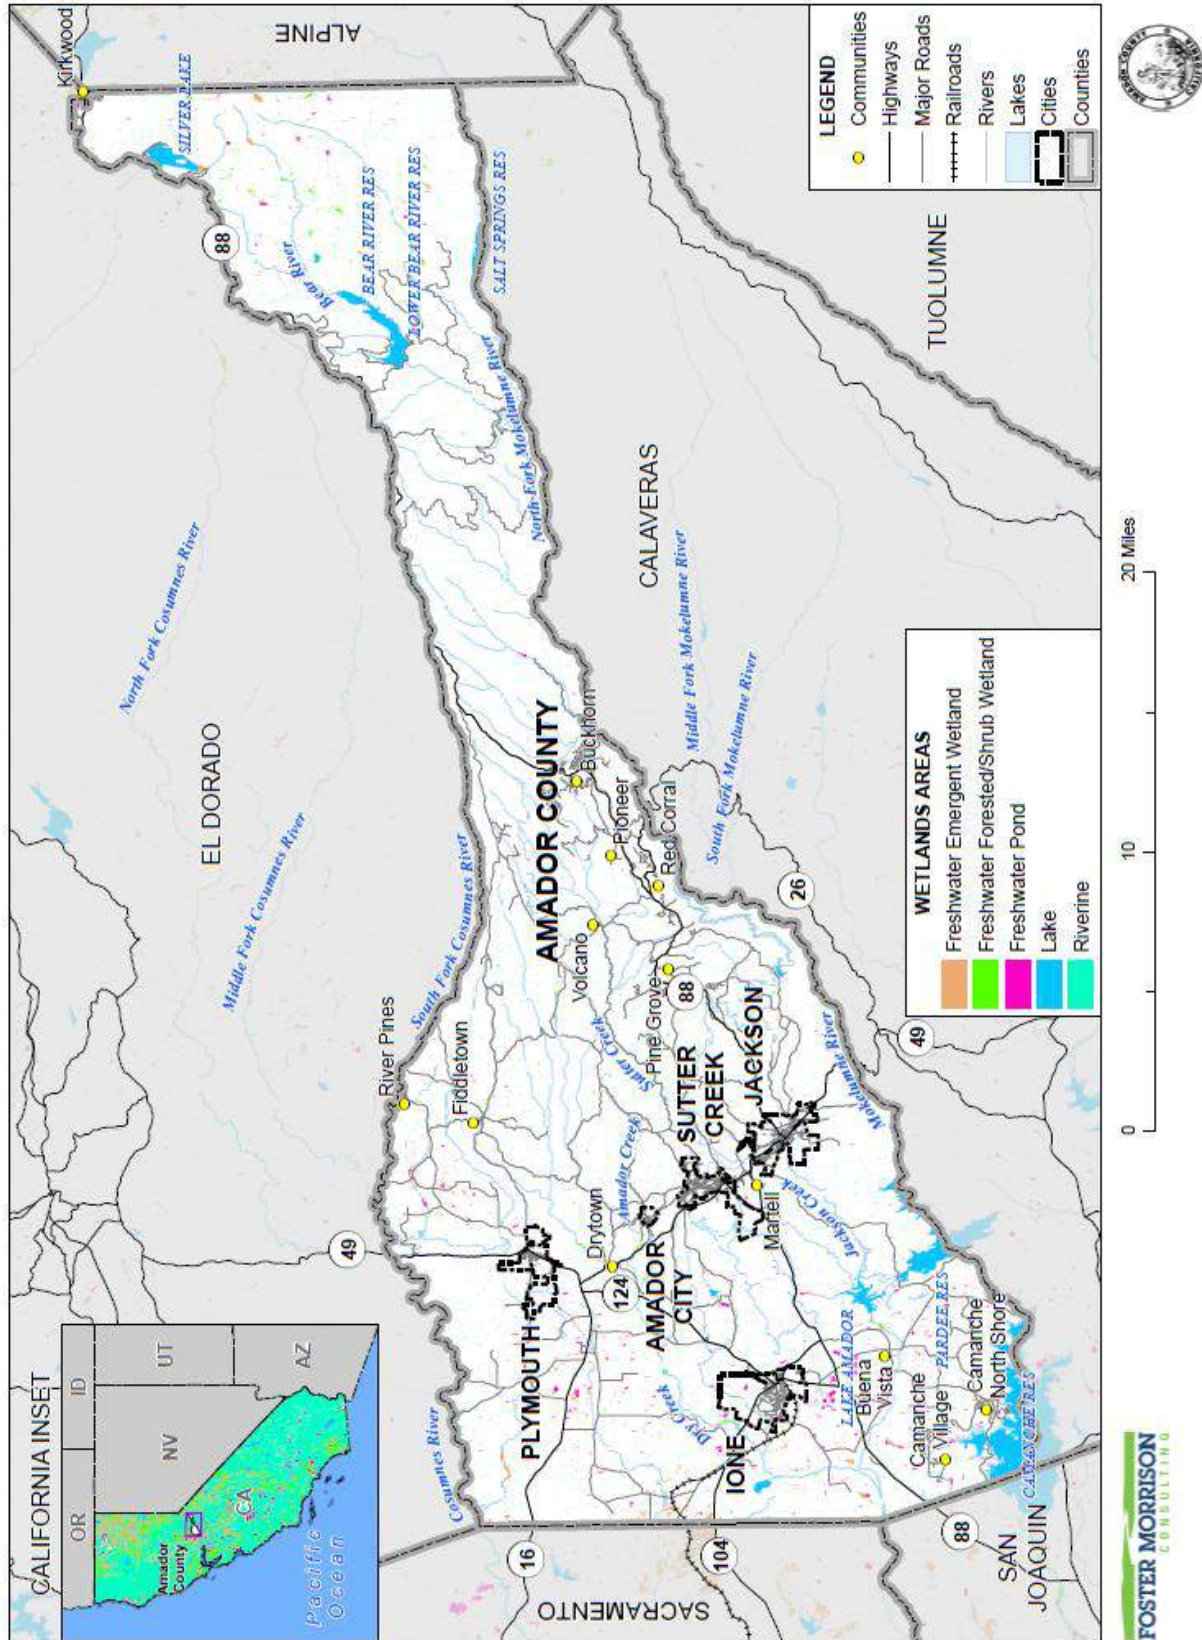 CALIFORNIA INSET
OR
ID
NV
UT
CA
AZ
Amador
County
Pacific
Ocean
ALPINE
Kirkwood
SILVER LAKE
88
Bear River
BEAR RIVER RES
LOWER BEAR RIVER RES
SALT SPRINGS RES
North Fork Mokelumne River
North Fork Cosumnes River
EL DORADO
Middle Fork Cosumnes River
South Fork Cosumnes River
River Pines
Fiddletown
49
AMADOR COUNTY
Buckhorn
Pioneer
Volcano
Red Corral
Pine Grove
88
CALAVERAS
TUOLUMNE
Middle Fork Mokelumne River
South Fork Mokelumne River
26
Sutter Creek
SUTTER
CREEK
JACKSON
Mokelumne River
49
Amador Creek
Drytown
124
AMADOR
CITY
Martell
Jackson Creek
PLYMOUTH
Cosumnes River
Dry Creek
IONE
LAKE AMADOR
Buena
Vista
PARDEE RES
Camanche
Village
Camanche
North Shore
CAMANCHE RES
16
104
88
SACRAMENTO
SAN
JOAQUIN
WETLANDS AREAS
Freshwater Emergent Wetland
Freshwater Forested/Shrub Wetland
Freshwater Pond
Lake
Riverine
LEGEND
Communities
Highways
Major Roads
Railroads
Rivers
Lakes
Cities
Counties
0
10
20 Miles
FOSTER MORRISON
CONSULTING